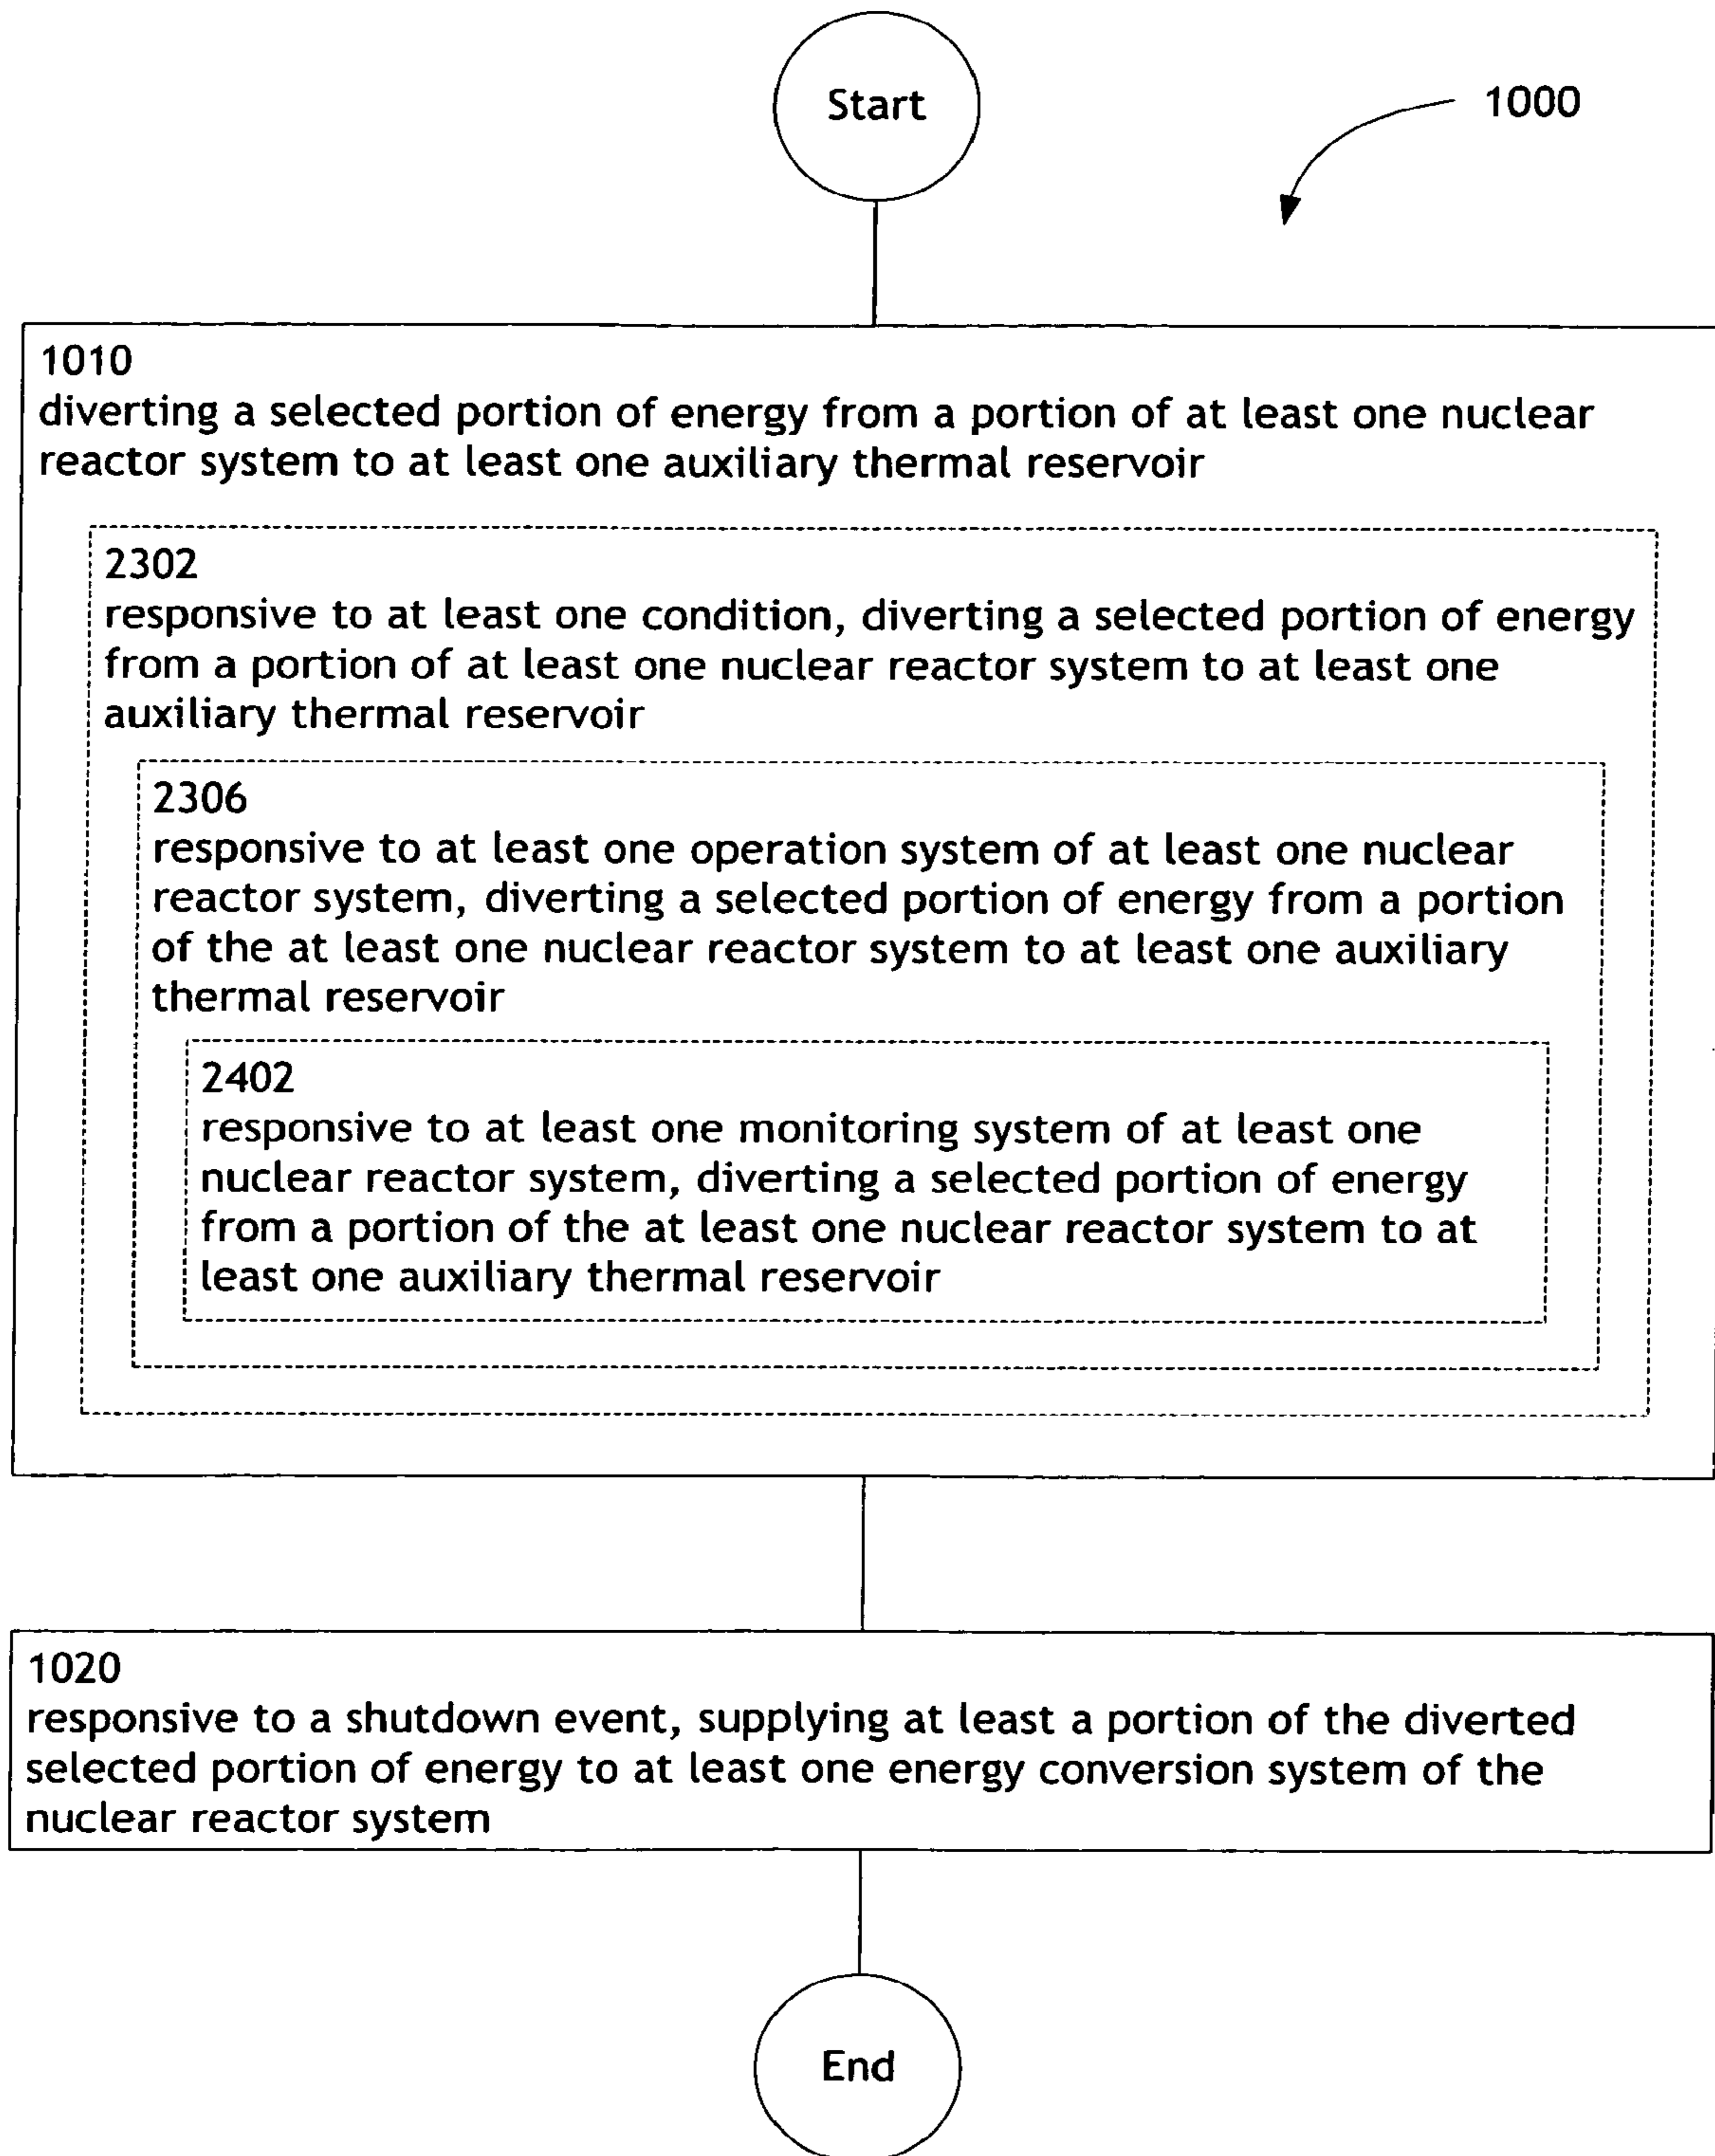 Start
1000
1010
diverting a selected portion of energy from a portion of at least one nuclear
reactor system to at least one auxiliary thermal reservoir
2302
responsive to at least one condition, diverting a selected portion of energy
from a portion of at least one nuclear reactor system to at least one
auxiliary thermal reservoir
2306
responsive to at least one operation system of at least one nuclear
reactor system, diverting a selected portion of energy from a portion
of the at least one nuclear reactor system to at least one auxiliary
thermal reservoir
2402
responsive to at least one monitoring system of at least one
nuclear reactor system, diverting a selected portion of energy
from a portion of the at least one nuclear reactor system to at
least one auxiliary thermal reservoir
1020
responsive to a shutdown event, supplying at least a portion of the diverted
selected portion of energy to at least one energy conversion system of the
nuclear reactor system
End